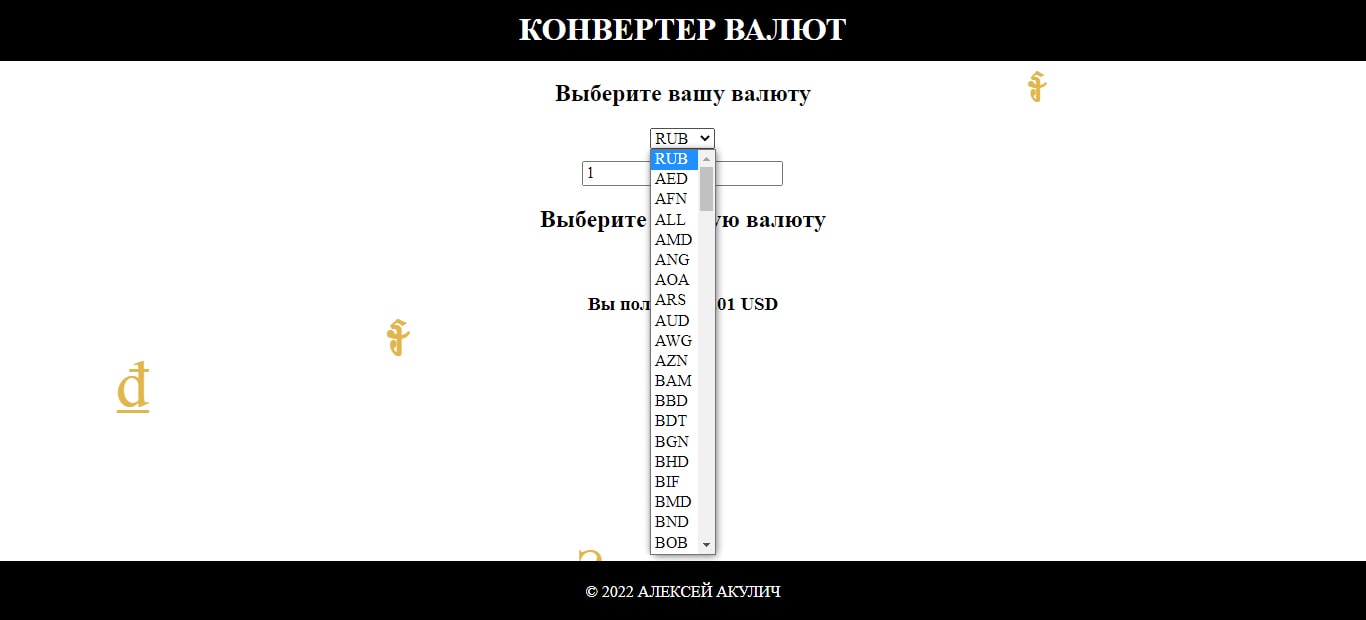 КОНВЕРТЕР ВАЛЮТ
Выберите вашу валюту
RUB
RUB
1
AED
AFN
Выберите ую валюту
ALL
AMD
ANG
AOA
ARS
Вы пол 01 USD
AUD
AWG
AZN
BAM
BBD
BDT
BGN
BHD
BIF
BMD
BND
BOB
₫
© 2022 АЛЕКСЕЙ АКУЛИЧ